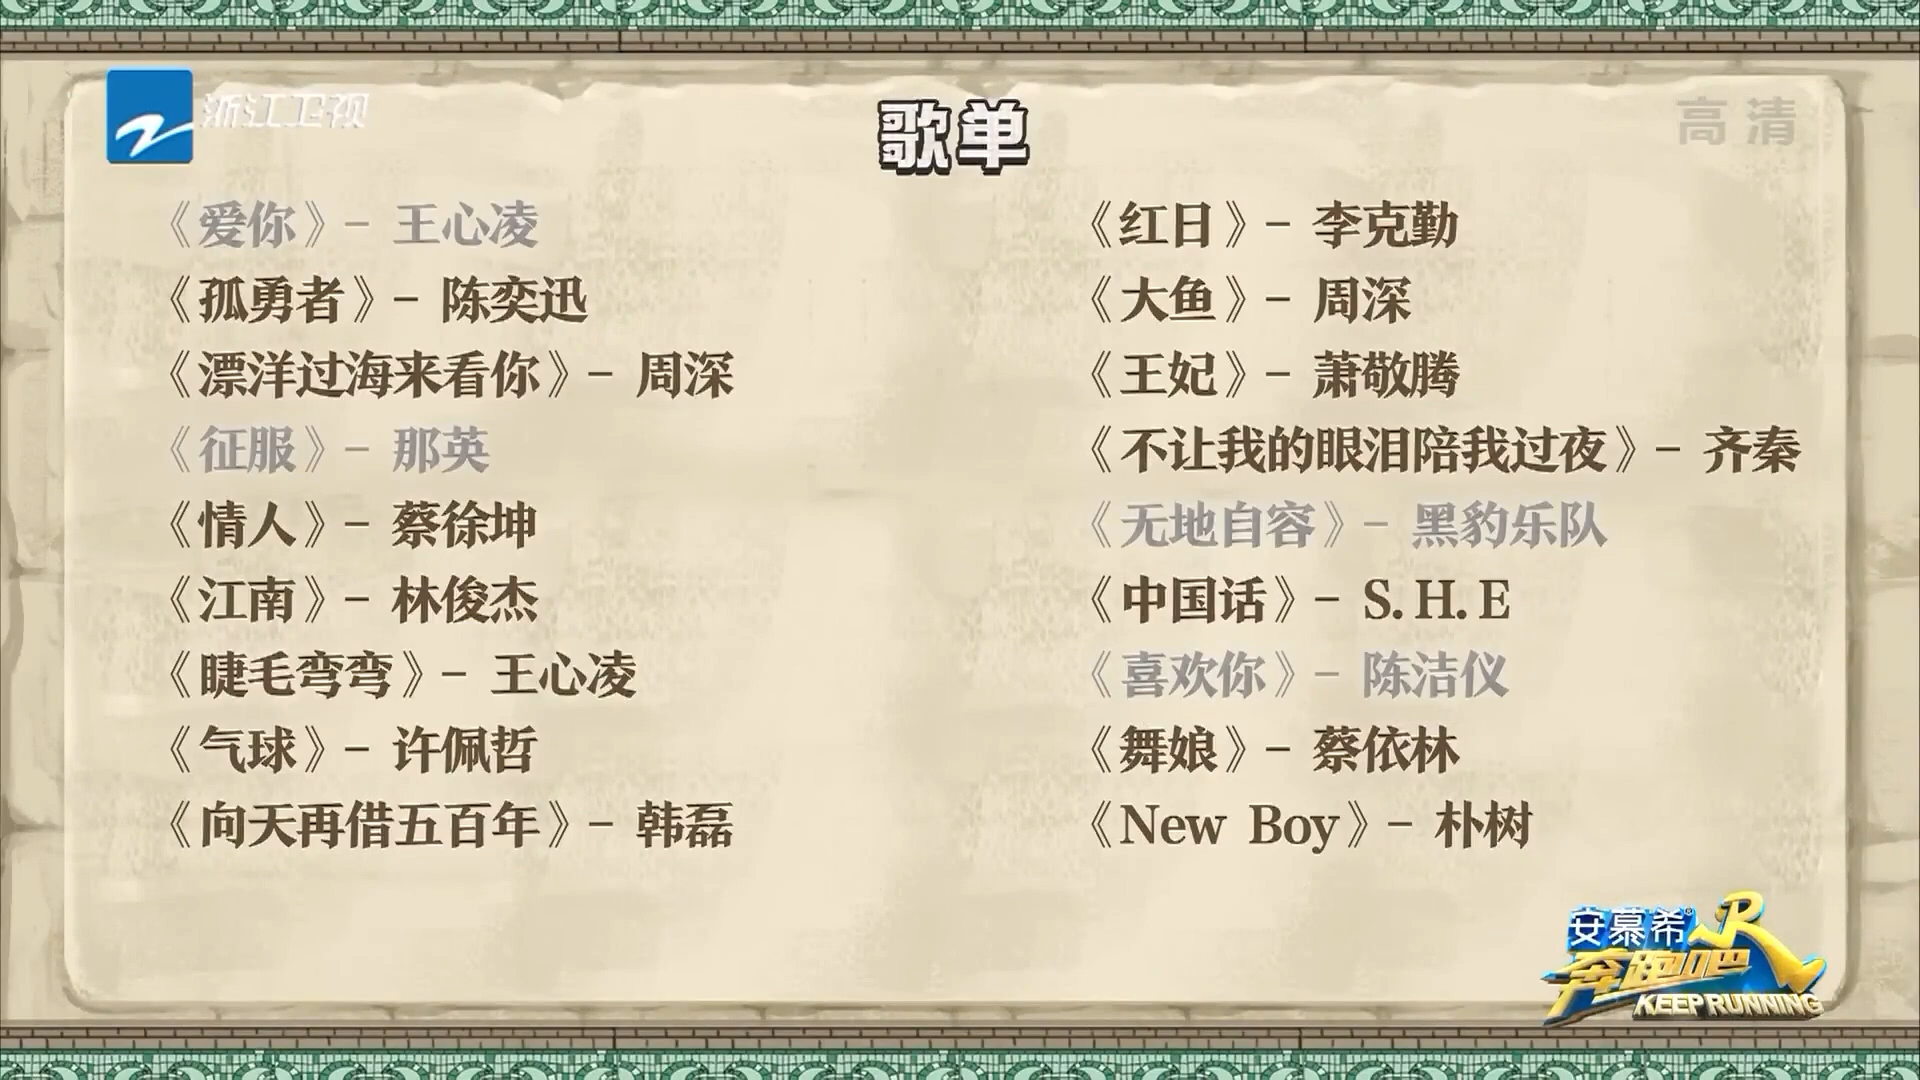 浙江卫视
歌单
高清
《爱你》- 王心凌
《孤勇者》- 陈奕迅
《漂洋过海来看你》- 周深
《征服》- 那英
《情人》- 蔡徐坤
《江南》- 林俊杰
《睫毛弯弯》- 王心凌
《气球》- 许佩哲
《向天再借五百年》- 韩磊
《红日》- 李克勤
《大鱼》- 周深
《王妃》- 萧敬腾
《不让我的眼泪陪我过夜》- 齐秦
《无地自容》- 黑豹乐队
《中国话》- S.H.E
《喜欢你》- 陈洁仪
《舞娘》- 蔡依林
《New Boy》- 朴树
安慕希
奔跑吧
KEEP RUNNING